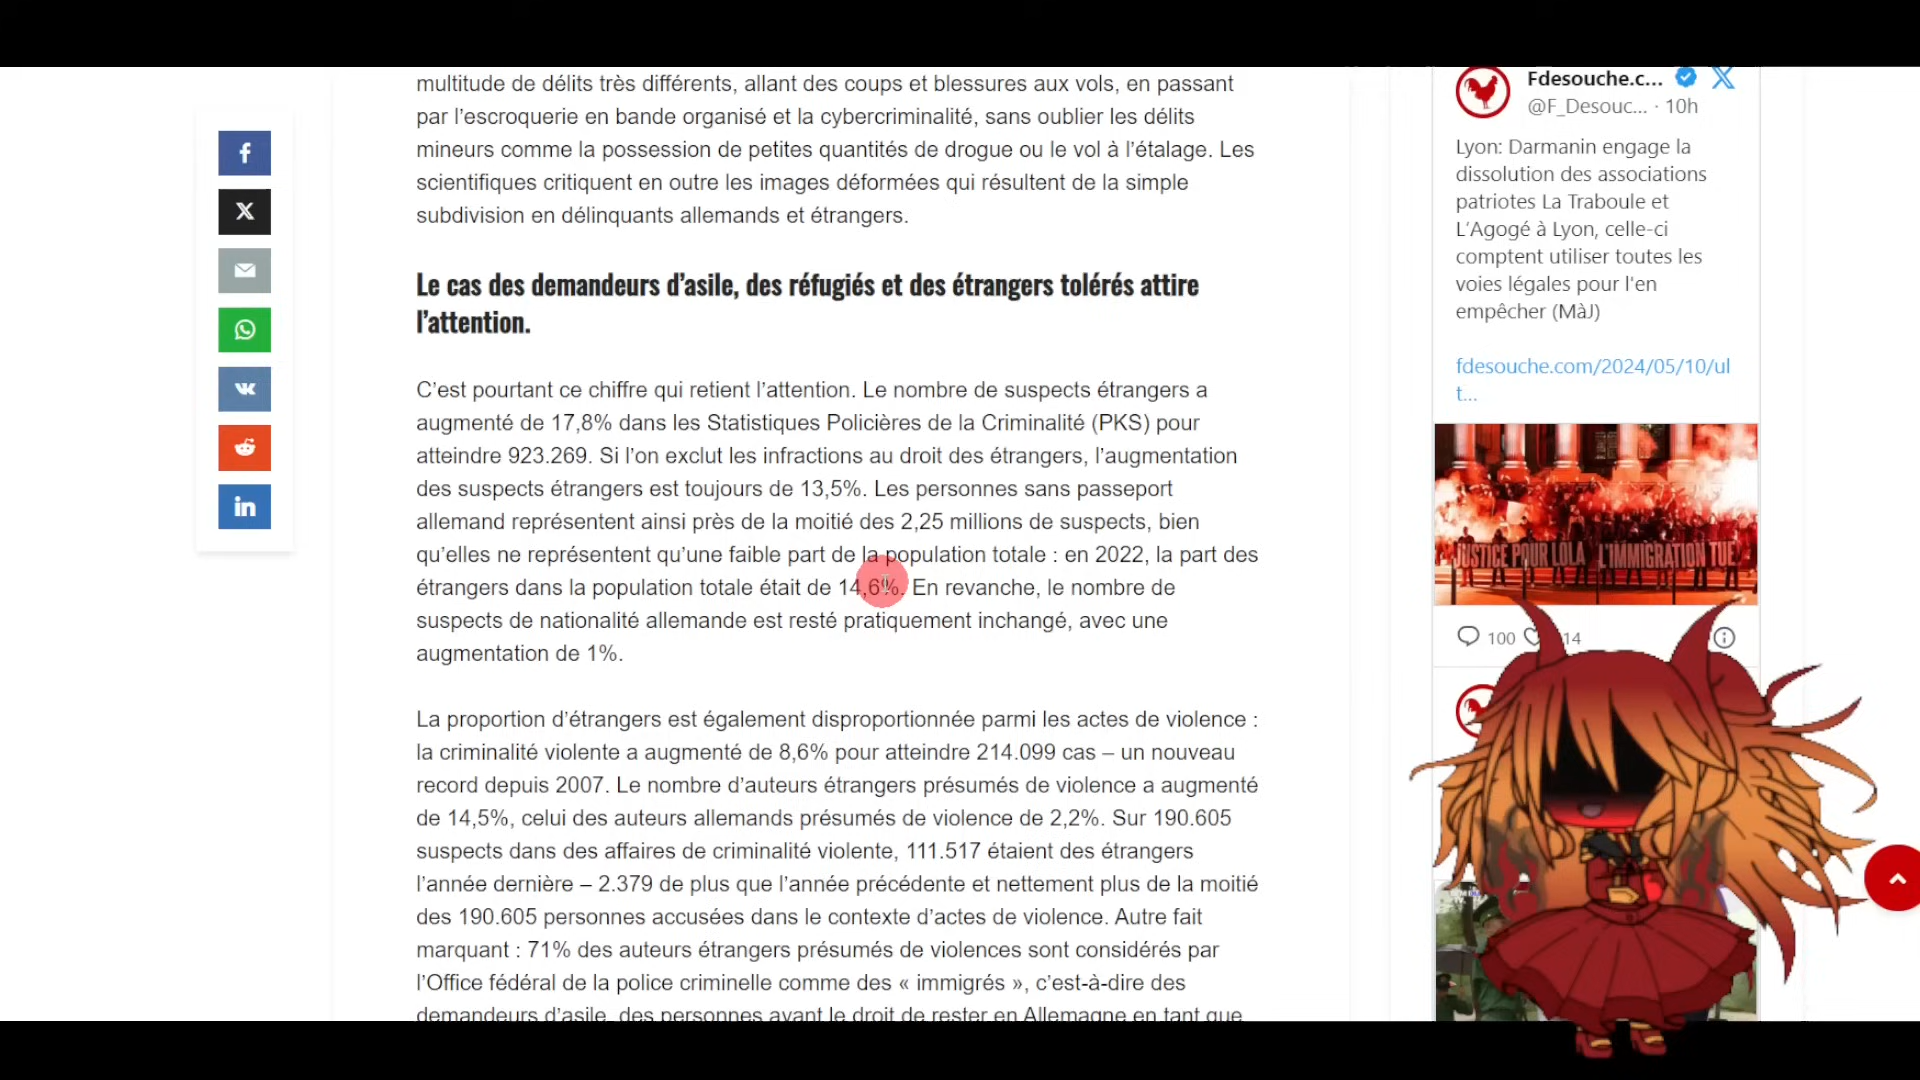 multitude de délits très différents, allant des coups et blessures aux vols, en passant
par l’escroquerie en bande organisé et la cybercriminalité, sans oublier les délits
mineurs comme la possession de petites quantités de drogue ou le vol à l’étalage. Les
scientifiques critiquent en outre les images déformées qui résultent de la simple
subdivision en délinquants allemands et étrangers.
Le cas des demandeurs d’asile, des réfugiés et des étrangers tolérés attire
l’attention.
C’est pourtant ce chiffre qui retient l’attention. Le nombre de suspects étrangers a
augmenté de 17,8% dans les Statistiques Policières de la Criminalité (PKS) pour
atteindre 923.269. Si l’on exclut les infractions au droit des étrangers, l’augmentation
des suspects étrangers est toujours de 13,5%. Les personnes sans passeport
allemand représentent ainsi près de la moitié des 2,25 millions de suspects, bien
qu’elles ne représentent qu’une faible part de la population totale : en 2022, la part des
étrangers dans la population totale était de 14,6%. En revanche, le nombre de
suspects de nationalité allemande est resté pratiquement inchangé, avec une
augmentation de 1%.
La proportion d’étrangers est également disproportionnée parmi les actes de violence :
la criminalité violente a augmenté de 8,6% pour atteindre 214.099 cas – un nouveau
record depuis 2007. Le nombre d’auteurs étrangers présumés de violence a augmenté
de 14,5%, celui des auteurs allemands présumés de violence de 2,2%. Sur 190.605
suspects dans des affaires de criminalité violente, 111.517 étaient des étrangers
l’année dernière – 2.379 de plus que l’année précédente et nettement plus de la moitié
des 190.605 personnes accusées dans le contexte d’actes de violence. Autre fait
marquant : 71% des auteurs étrangers présumés de violences sont considérés par
l’Office fédéral de la police criminelle comme des « immigrés », c’est-à-dire des
demandeurs d’asile, des personnes ayant le droit de rester en Allemagne en tant que
Fdesouche.c...
@F_Desouc... · 10h
Lyon: Darmanin engage la
dissolution des associations
patriotes La Traboule et
L’Agogé à Lyon, celle-ci
comptent utiliser toutes les
voies légales pour l'en
empêcher (MàJ)
fdesouche.com/2024/05/10/ul
t...
JUSTICE POUR LOLA L'IMMIGRATION TUE
100 14